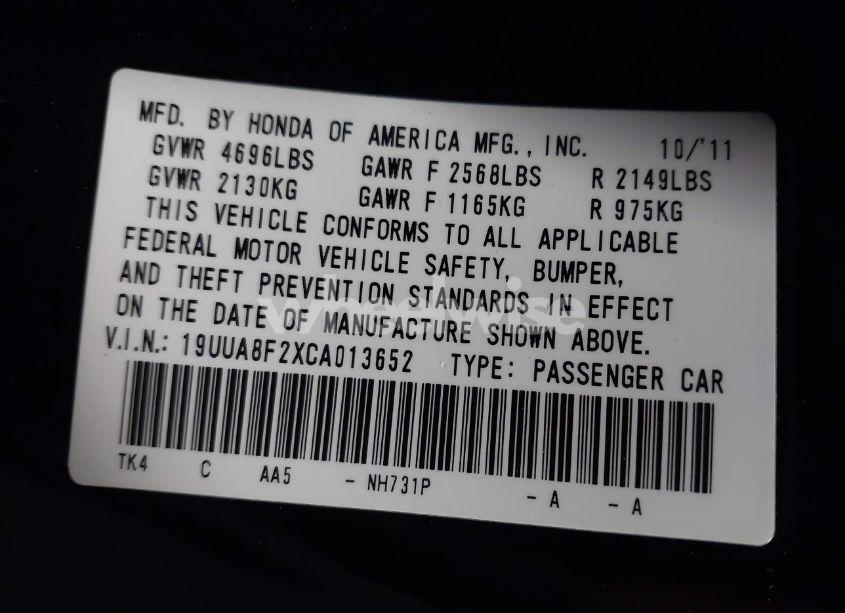 MFD. BY HONDA OF AMERICA MFG., INC. 10/'11
GVWR 4696LBS GAWR F 2568LBS R 2149LBS
GVWR 2130KG GAWR F 1165KG R 975KG
THIS VEHICLE CONFORMS TO ALL APPLICABLE
FEDERAL MOTOR VEHICLE SAFETY, BUMPER,
AND THEFT PREVENTION STANDARDS IN EFFECT
ON THE DATE OF MANUFACTURE SHOWN ABOVE.
V.I.N.: 19UUA8F2XCA013652 TYPE: PASSENGER CAR
TK4 C AA5 - NH731P - A - A
wheelwise